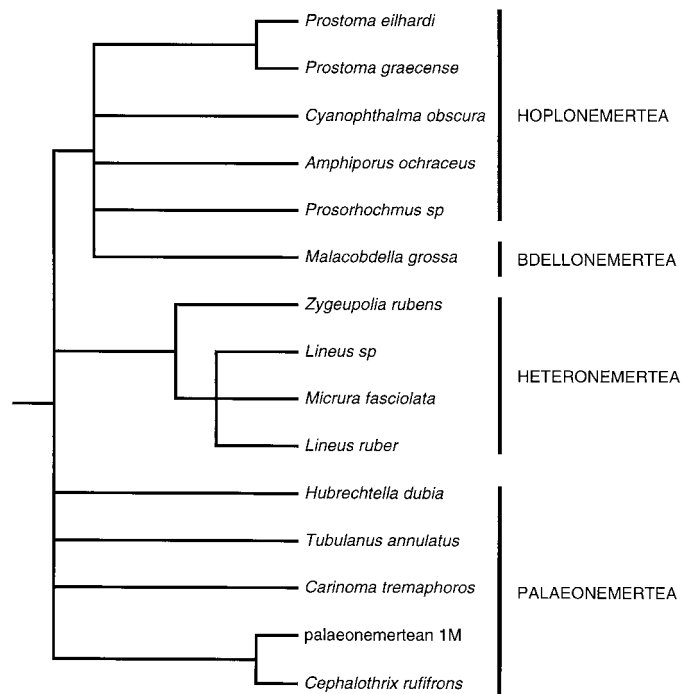 Prostoma eilhardi
Prostoma graecense
Cyanophthalma obscura
Amphiporus ochraceus
Prosorhochmus sp
HOPLONEMERTEA
Malacobdella grossa
BDELLONEMERTEA
Zygeupolia rubens
Lineus sp
Micrura fasciolata
Lineus ruber
HETERONEMERTEA
Hubrechtella dubia
Tubulanus annulatus
Carinoma tremaphoros
palaeonemertean 1M
Cephalothrix rufifrons
PALAEONEMERTEA